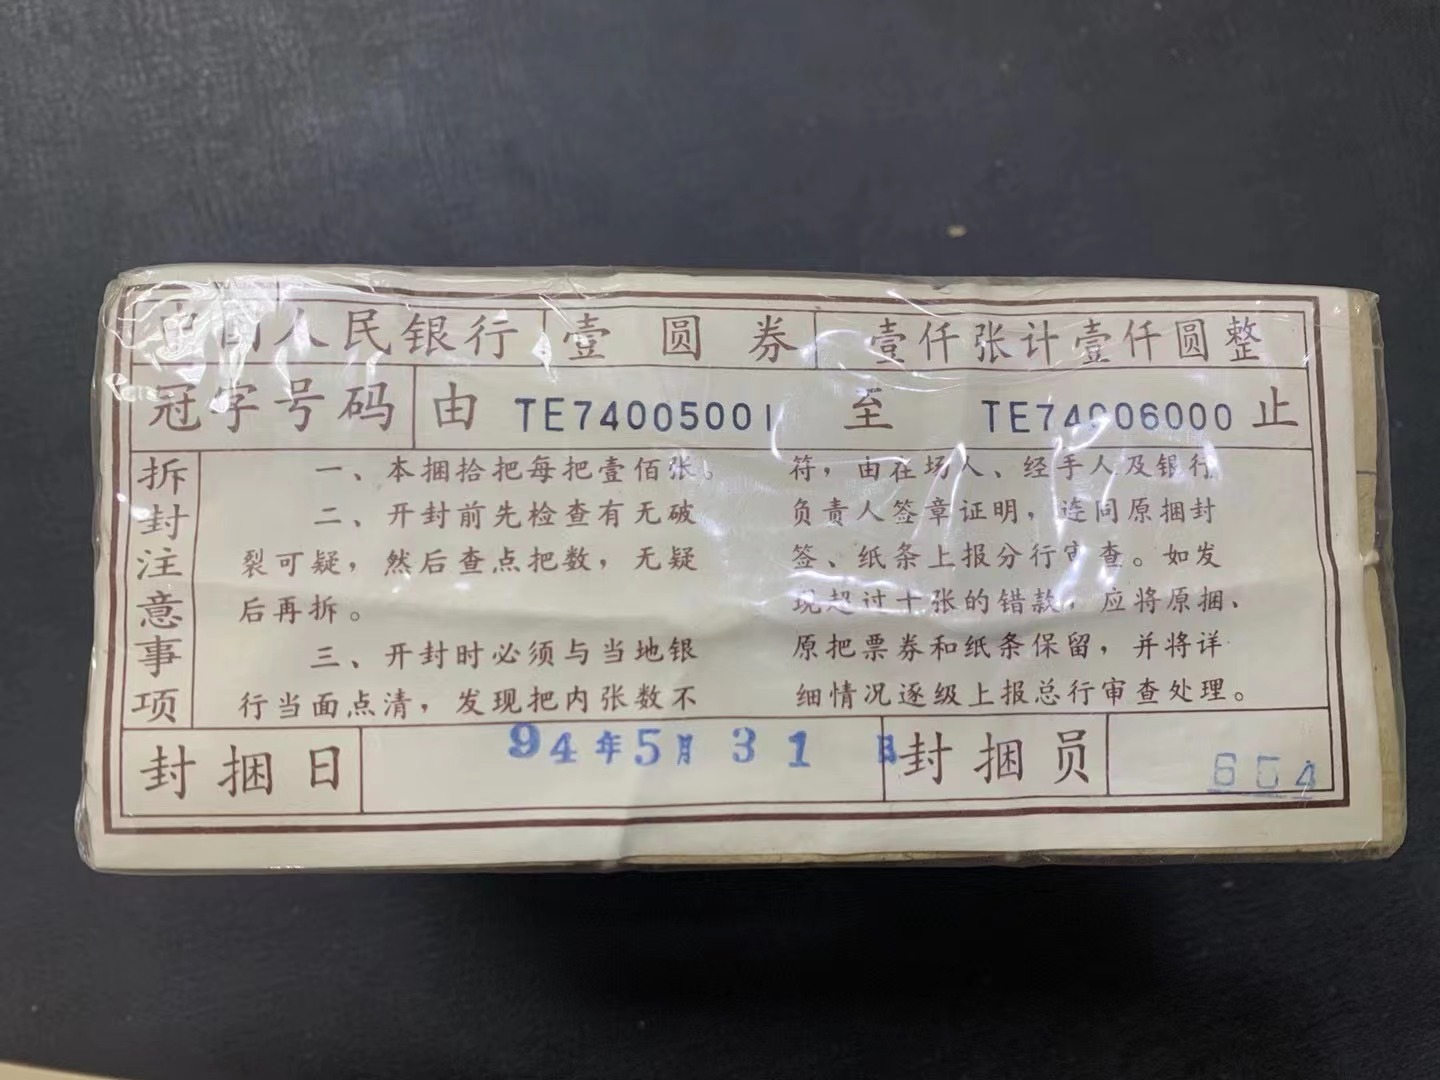 中国人民银行 壹圆券 壹仟张计壹仟圆整
冠字号码 由 TE74005001 至 TE74006000 止
拆封注意事项
一、本捆拾把每把壹佰张。
二、开封前先检查有无破
裂可疑，然后查点把数，无疑
后再拆。
三、开封时必须与当地银
行当面点清，发现把内张数不
符，由在场人、经手人及银行
负责人签章证明，连同原捆封
签、纸条上报分行审查。如发
现超过十张的错款，应将原捆、
原把票券和纸条保留，并将详
细情况逐级上报总行审查处理。
封捆日 94年5月31日 封捆员 654